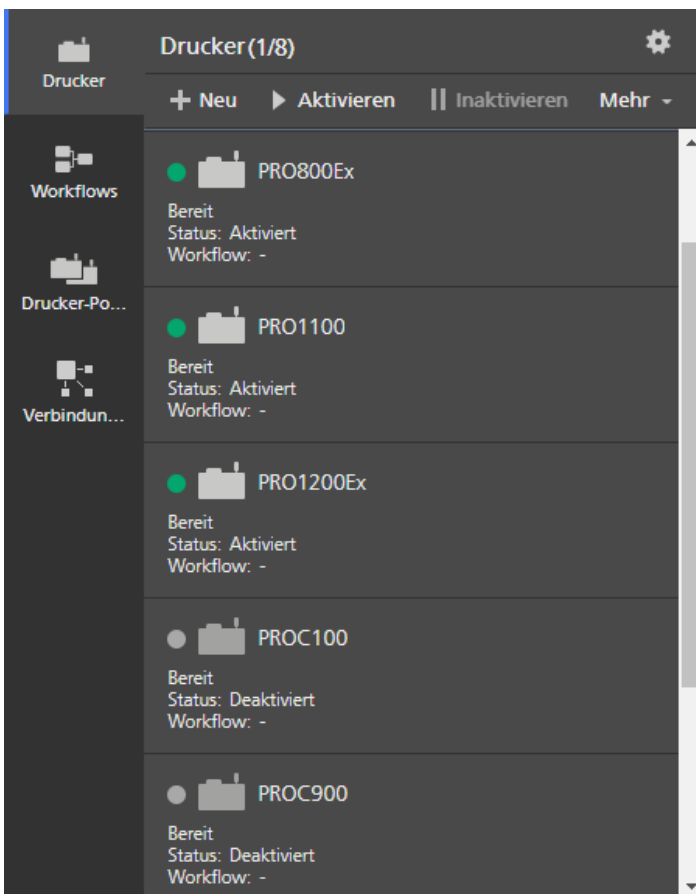 Drucker
Workflows
Drucker-Po...
Verbindun...
Drucker(1/8)
Neu
Aktivieren
Inaktivieren
Mehr
PRO800Ex
Bereit
Status: Aktiviert
Workflow: -
PRO1100
Bereit
Status: Aktiviert
Workflow: -
PRO1200Ex
Bereit
Status: Aktiviert
Workflow: -
PROC100
Bereit
Status: Deaktiviert
Workflow: -
PROC900
Bereit
Status: Deaktiviert
Workflow: -